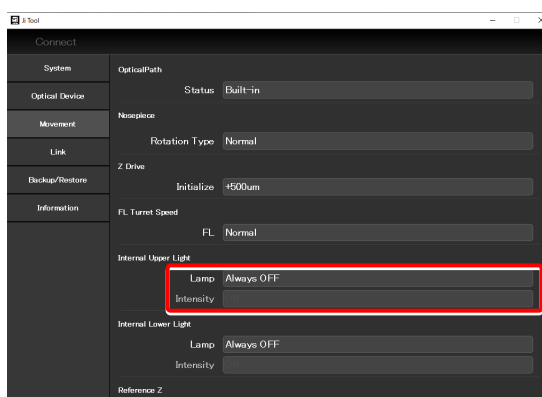 Ji Tool
Connect
System
Optical Device
Movement
Link
Backup/Restore
Information
OpticalPath
Status Built-in
Nosepiece
Rotation Type Normal
Z Drive
Initialize +500um
FL Turret Speed
FL Normal
Internal Upper Light
Lamp Always OFF
Intensity
Internal Lower Light
Lamp Always OFF
Intensity
Reference Z